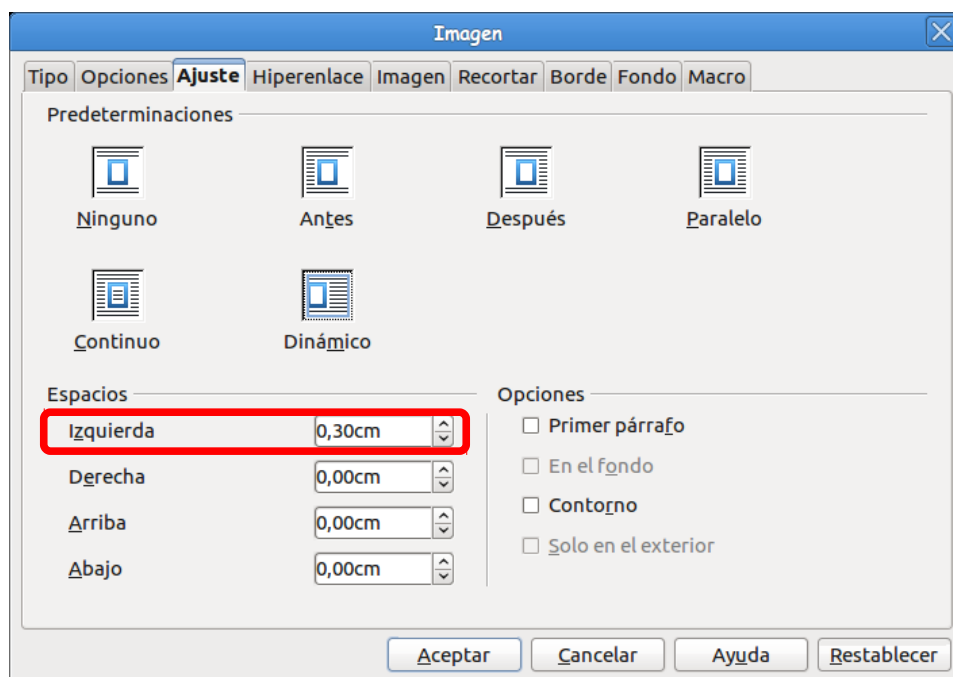 Imagen
Tipo Opciones Ajuste Hiperenlace Imagen Recortar Borde Fondo Macro
Predeterminaciones
Ninguno Antes Después Paralelo
Continuo Dinámico
Espacios Opciones
Izquierda 0,30cm Primer párrafo
Derecha 0,00cm En el fondo
Arriba 0,00cm Contorno
Abajo 0,00cm Solo en el exterior
Aceptar Cancelar Ayuda Restablecer